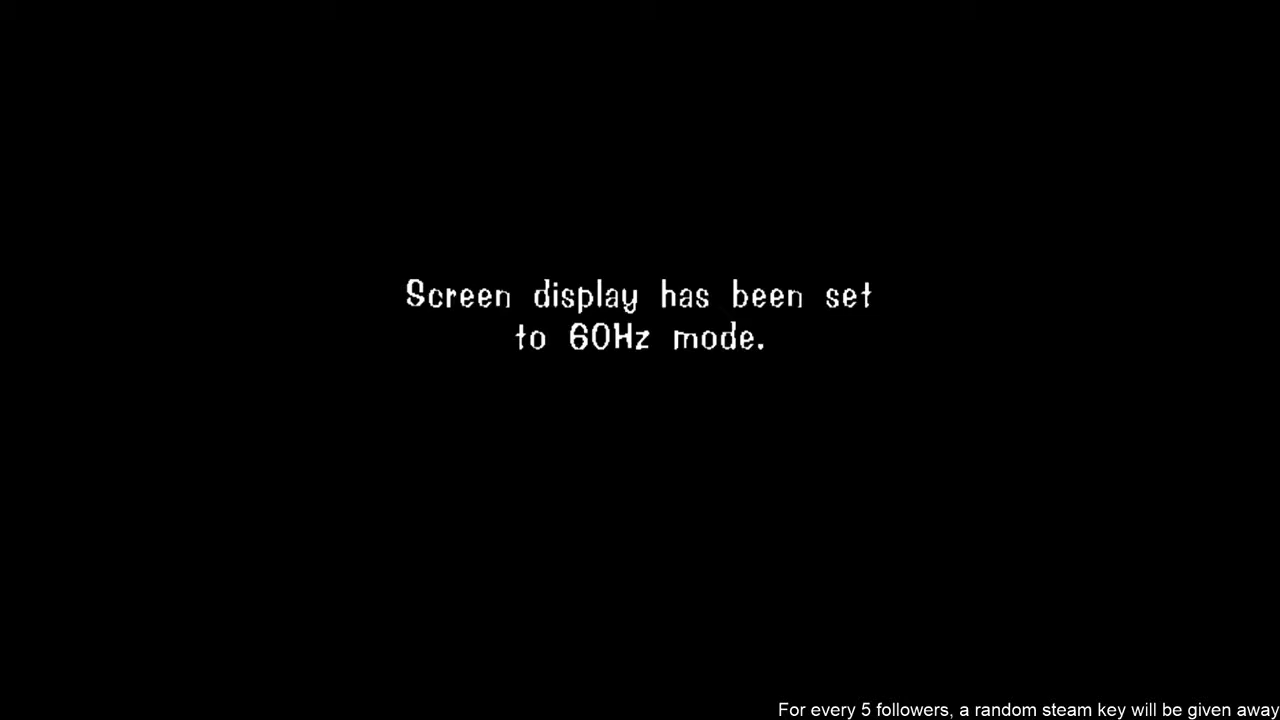 Screen display has been set
to 60Hz mode.
For every 5 followers, a random steam key will be given away